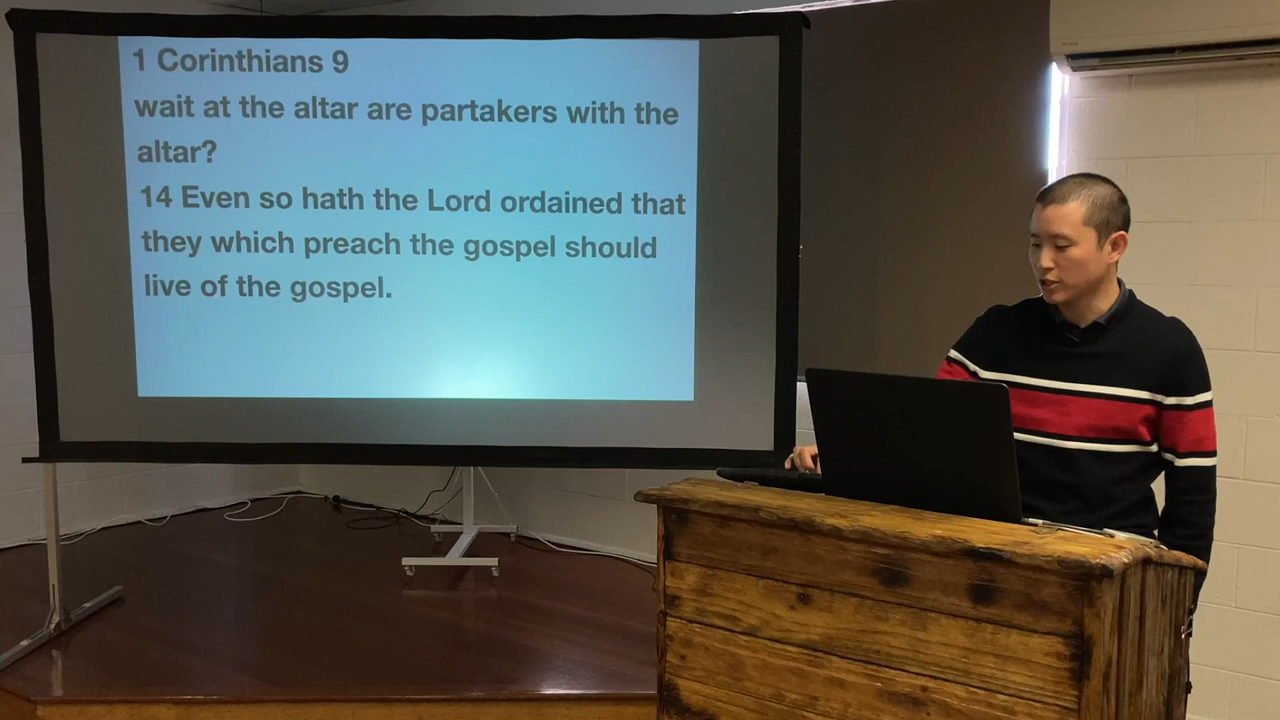 1 Corinthians 9
wait at the altar are partakers with the
altar?
14 Even so hath the Lord ordained that
they which preach the gospel should
live of the gospel.